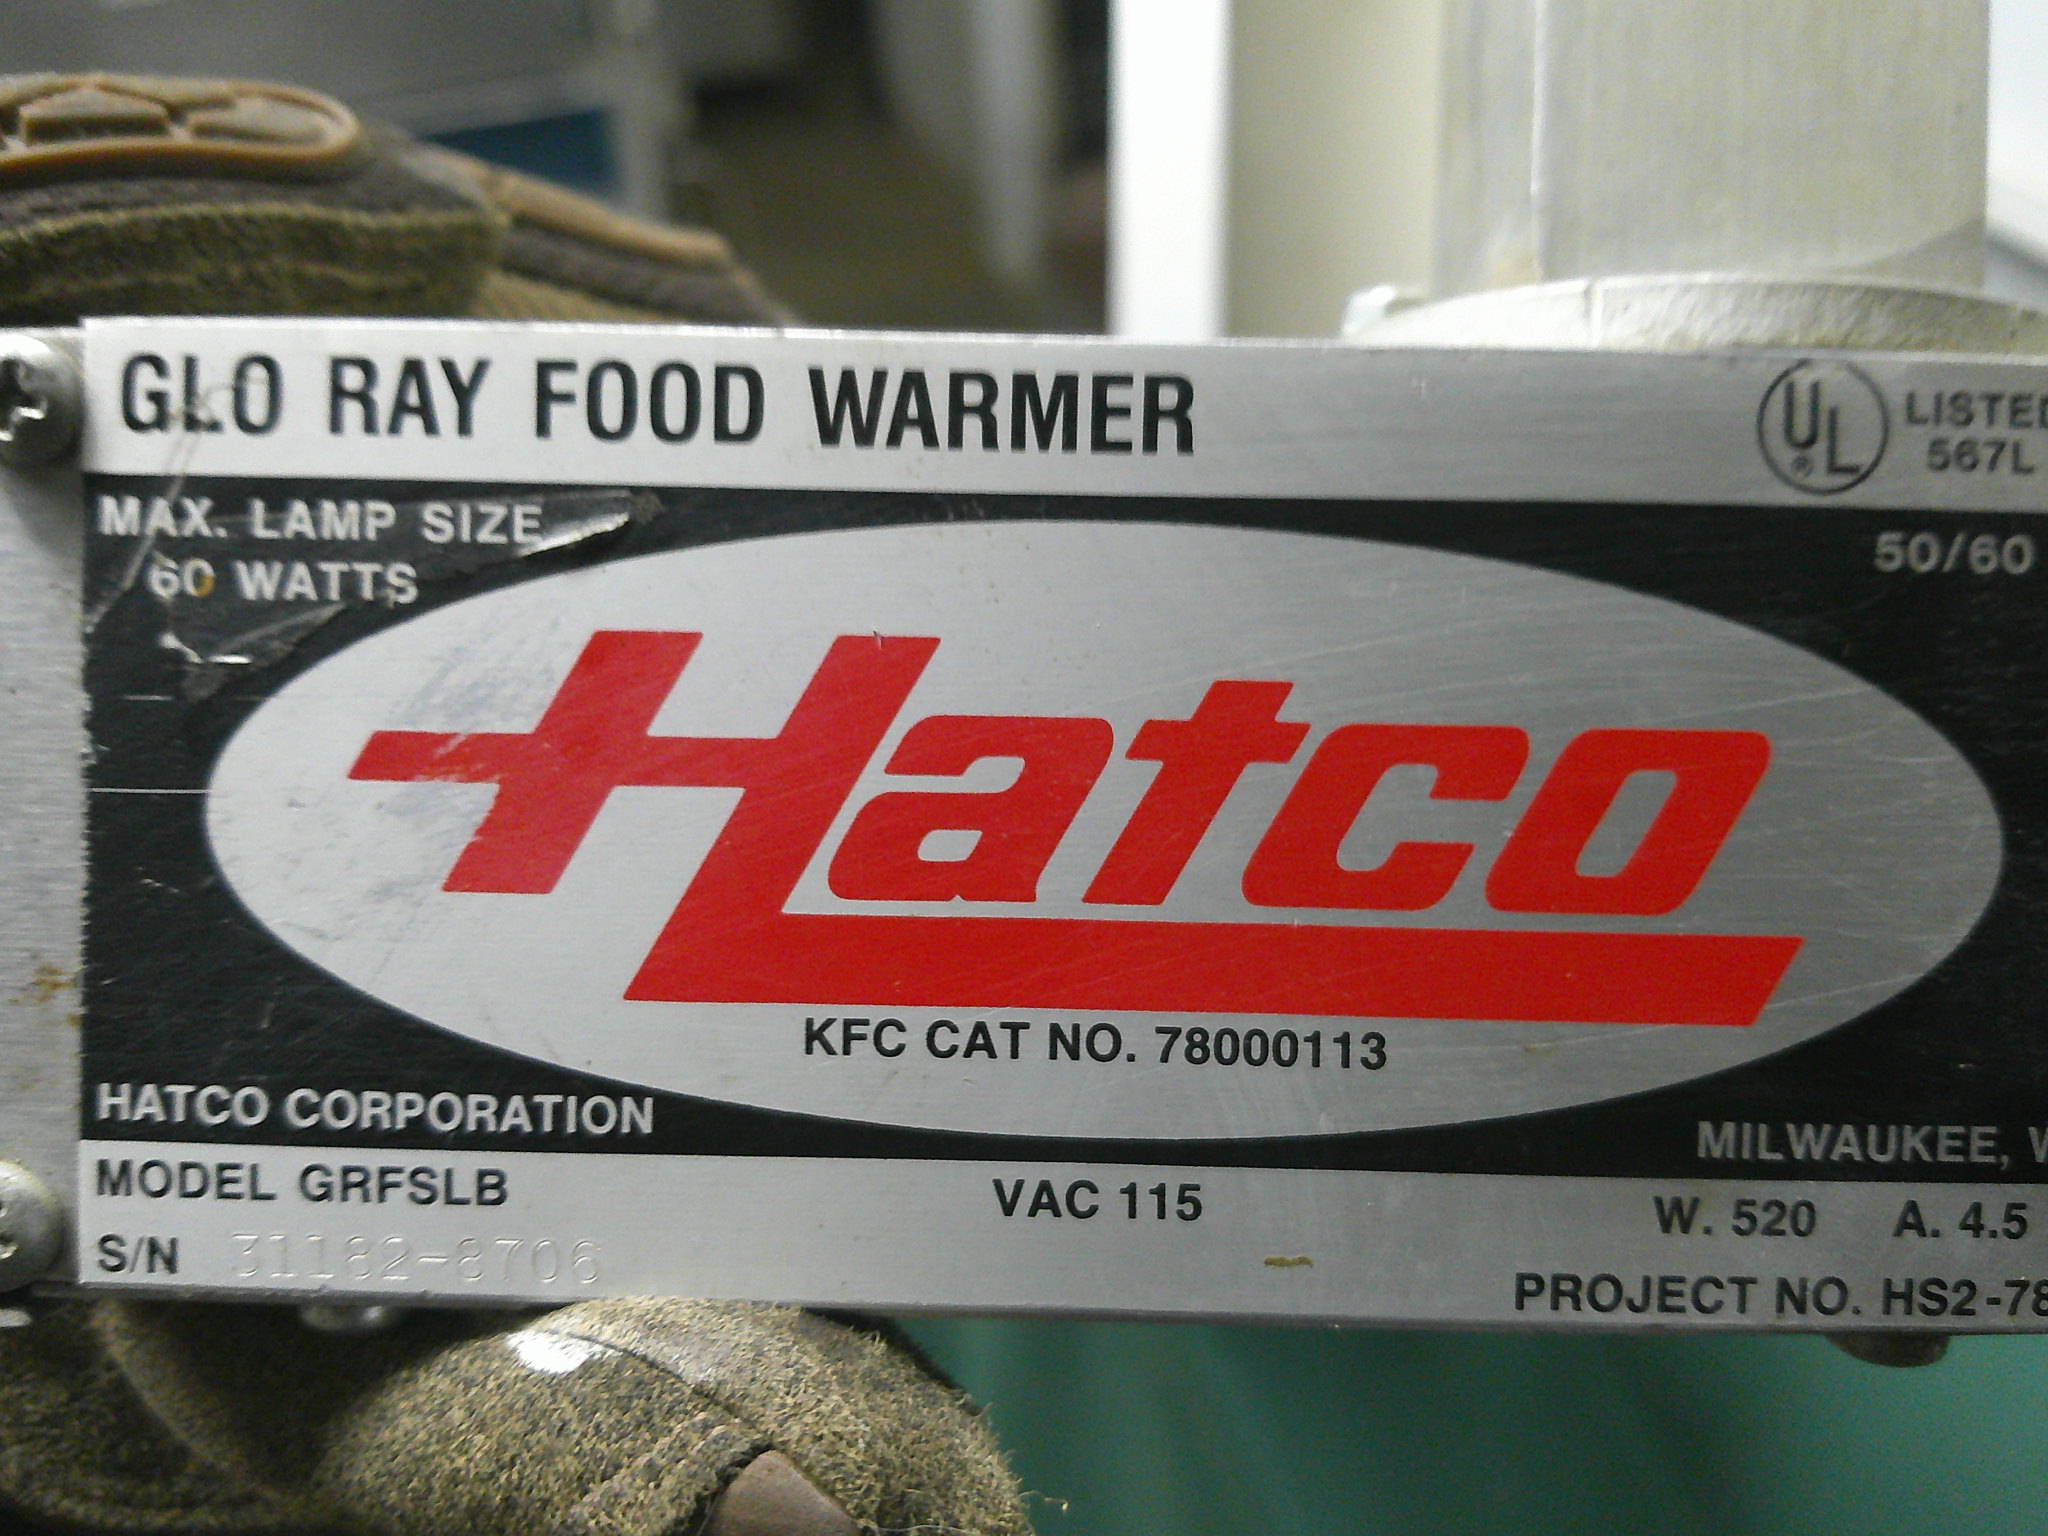 GLO RAY FOOD WARMER
UL
® LISTED
567L
MAX. LAMP SIZE
60 WATTS
50/60
Hatco
KFC CAT NO. 78000113
HATCO CORPORATION
MILWAUKEE, W
MODEL GRFSLB VAC 115 W. 520 A. 4.5
S/N 31182-8706
PROJECT NO. HS2-78